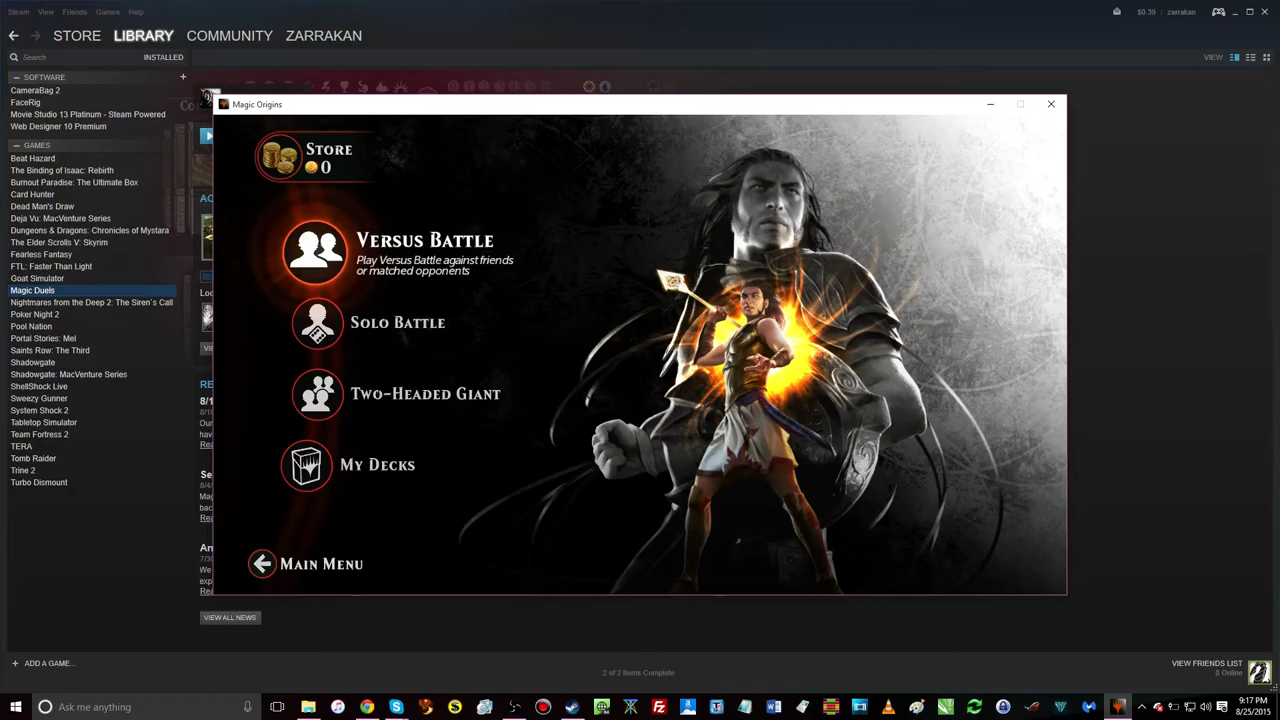 Steam View Friends Games Help
$0.39 zarrakan
STORE LIBRARY COMMUNITY ZARRAKAN
Search INSTALLED
VIEW
SOFTWARE
CameraBag 2
FaceRig
Movie Studio 13 Platinum - Steam Powered
Web Designer 10 Premium
GAMES
Beat Hazard
The Binding of Isaac: Rebirth
Burnout Paradise: The Ultimate Box
Card Hunter
Dead Man's Draw
Deja Vu: MacVenture Series
Dungeons & Dragons: Chronicles of Mystara
The Elder Scrolls V: Skyrim
Fearless Fantasy
FTL: Faster Than Light
Goat Simulator
Magic Duels
Nightmares from the Deep 2: The Siren`s Call
Poker Night 2
Pool Nation
Portal Stories: Mel
Saints Row: The Third
Shadowgate
Shadowgate: MacVenture Series
ShellShock Live
Sweezy Gunner
System Shock 2
Tabletop Simulator
Team Fortress 2
TERA
Tomb Raider
Trine 2
Turbo Dismount
Magic Origins
STORE
0
VERSUS BATTLE
Play Versus Battle against friends
or matched opponents
SOLO BATTLE
TWO-HEADED GIANT
MY DECKS
MAIN MENU
VIEW ALL NEWS
ADD A GAME...
2 of 2 Items Complete
VIEW FRIENDS LIST
8 Online
Ask me anything
9:17 PM
8/25/2015